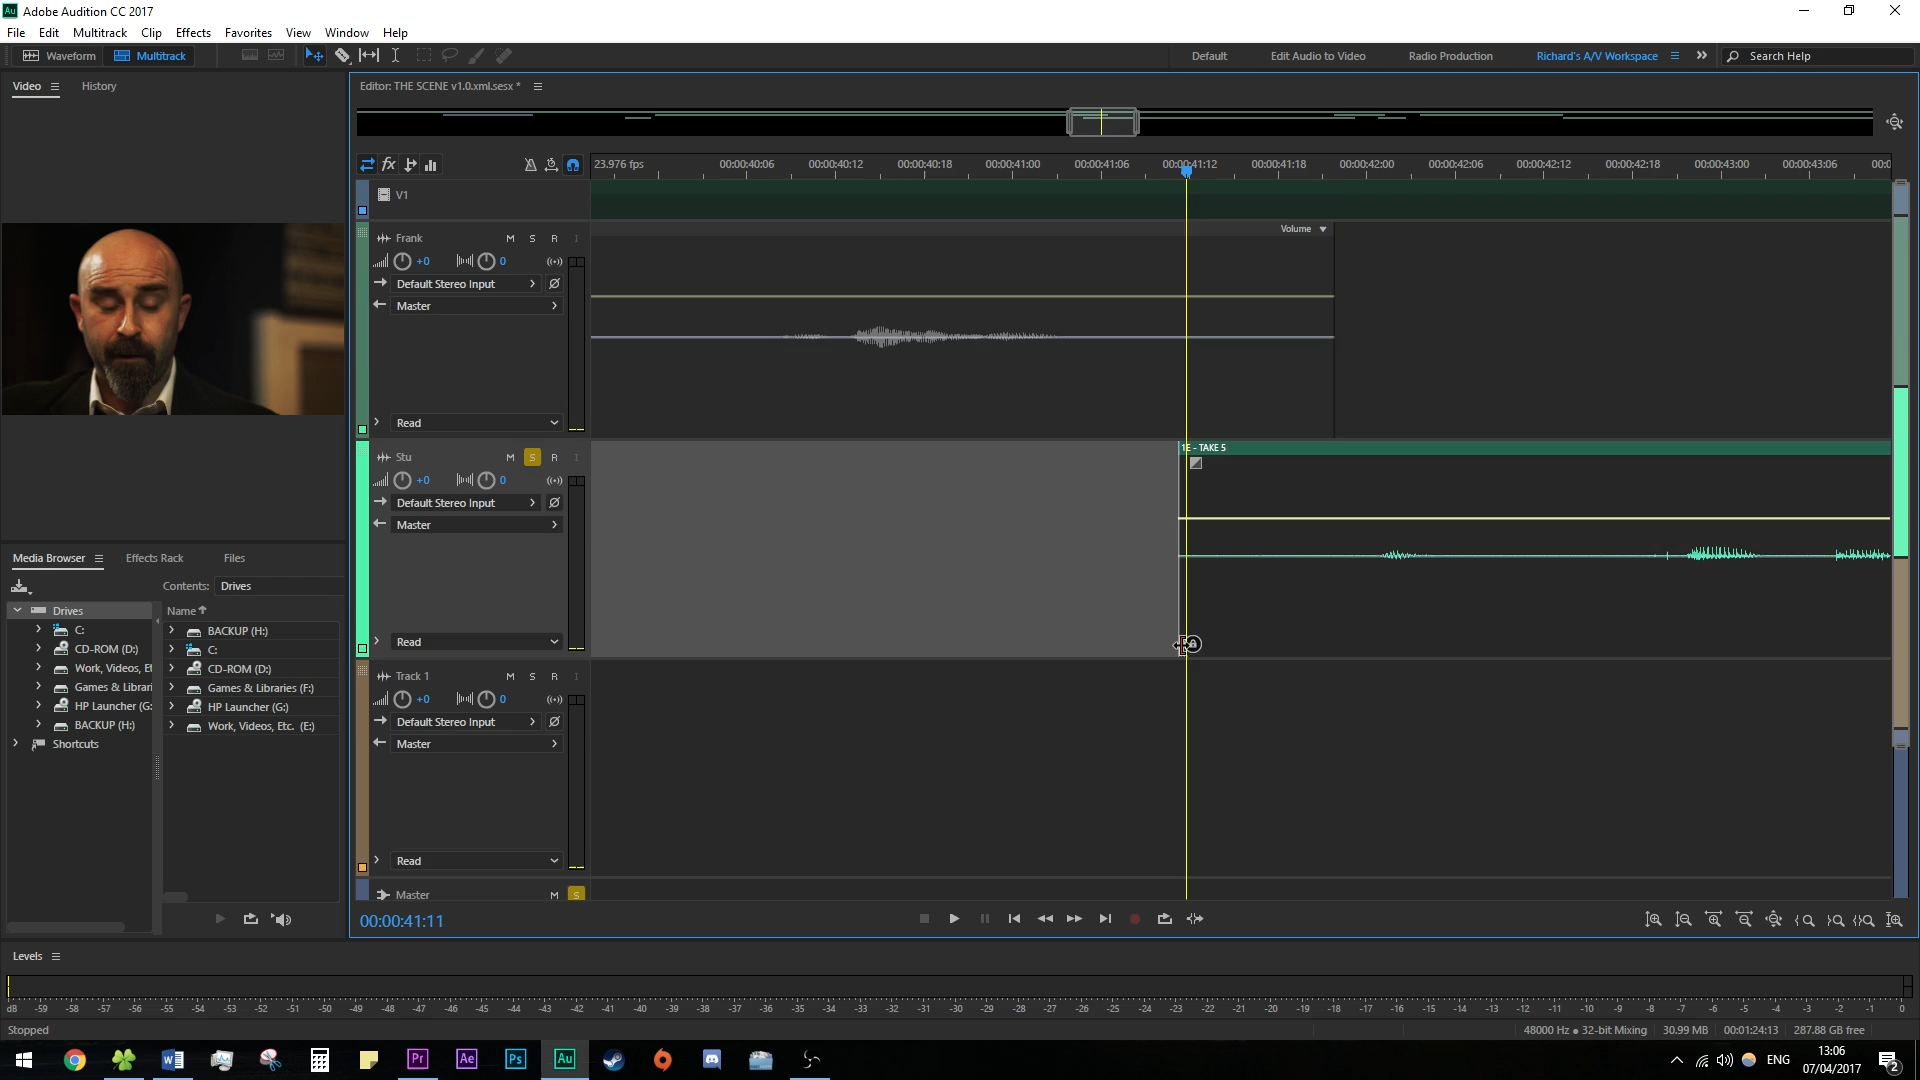 Au Adobe Audition CC 2017
File Edit Multitrack Clip Effects Favorites View Window Help
Waveform Multitrack Default Edit Audio to Video Radio Production Richard's A/V Workspace Search Help
Video History
Editor: THE SCENE v1.0.xml.sesx *
fx 23.976 fps 00:00:40:06 00:00:40:12 00:00:40:18 00:00:41:00 00:00:41:06 00:00:41:12 00:00:41:18 00:00:42:00 00:00:42:06 00:00:42:12 00:00:42:18 00:00:43:00 00:00:43:06 00:0
V1
Frank M S R I Volume
+0 0
Default Stereo Input
Master
Read
Stu M S R I 1E - TAKE 5
+0 0
Default Stereo Input
Master
Read
Track 1 M S R I
+0 0
Default Stereo Input
Master
Read
Master M S
00:00:41:11
Media Browser Effects Rack Files
Contents: Drives
Drives
C:
CD-ROM (D:)
Work, Videos, Et
Games & Librari
HP Launcher (G:
BACKUP (H:)
Shortcuts
Name
BACKUP (H:)
C:
CD-ROM (D:)
Games & Libraries (F:)
HP Launcher (G:)
Work, Videos, Etc. (E:)
Levels
dB -59 -58 -57 -56 -55 -54 -53 -52 -51 -50 -49 -48 -47 -46 -45 -44 -43 -42 -41 -40 -39 -38 -37 -36 -35 -34 -33 -32 -31 -30 -29 -28 -27 -26 -25 -24 -23 -22 -21 -20 -19 -18 -17 -16 -15 -14 -13 -12 -11 -10 -9 -8 -7 -6 -5 -4 -3 -2 -1 0
Stopped 48000 Hz • 32-bit Mixing 30.99 MB 00:01:24:13 287.88 GB free
Pr Ae Ps Au ENG 13:06
07/04/2017 2